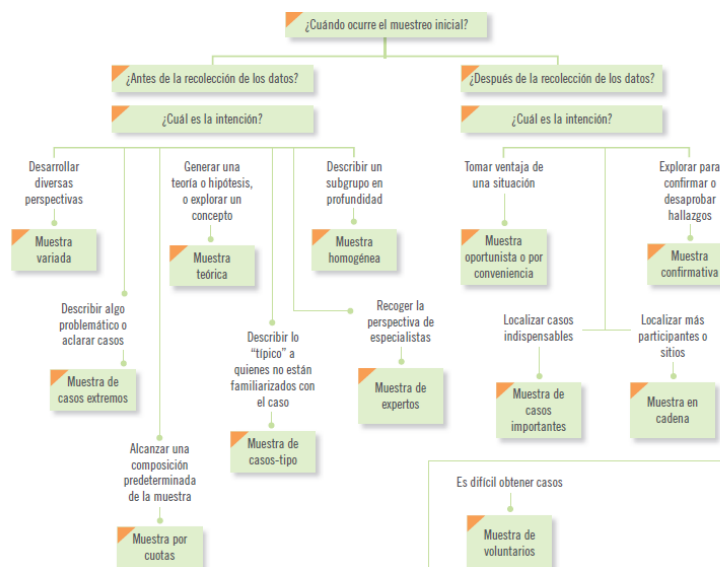 ¿Cuándo ocurre el muestreo inicial?
¿Antes de la recolección de los datos?
¿Después de la recolección de los datos?
¿Cuál es la intención?
¿Cuál es la intención?
Desarrollar
diversas
perspectivas
Muestra
variada
Generar una
teoría o hipótesis,
o explorar un
concepto
Muestra
teórica
Describir un
subgrupo en
profundidad
Muestra
homogénea
Tomar ventaja de
una situación
Muestra
oportunista o por
conveniencia
Explorar para
confirmar o
desaprobar
hallazgos
Muestra
confirmativa
Describir algo
problemático o
aclarar casos
Muestra de
casos extremos
Describir lo
“típico” a
quienes no están
familiarizados con
el caso
Muestra de
casos-tipo
Recoger la
perspectiva de
especialistas
Muestra de
expertos
Localizar casos
indispensables
Muestra de
casos
importantes
Localizar más
participantes o
sitios
Muestra en
cadena
Alcanzar una
composición
predeterminada
de la muestra
Muestra por
cuotas
Es difícil obtener casos
Muestra de
voluntarios